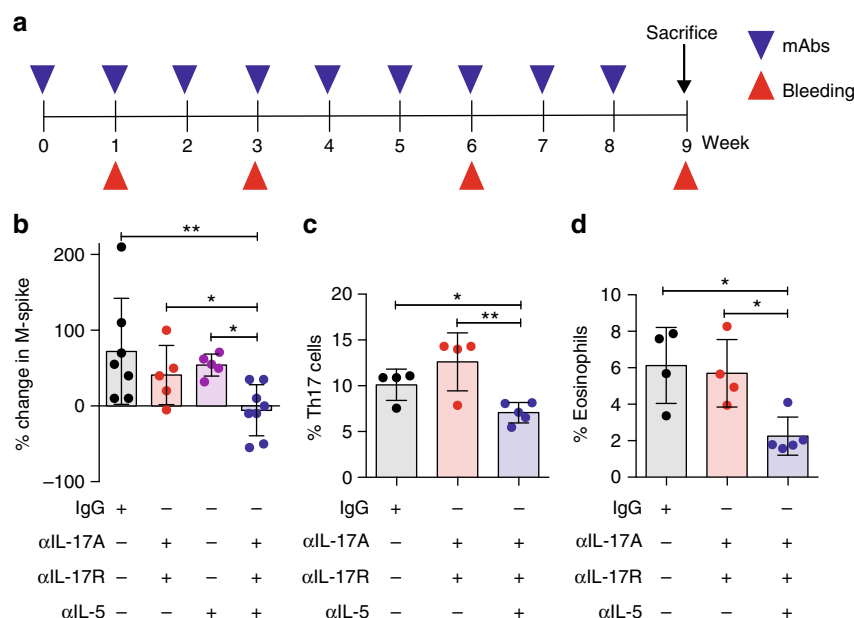 a
Sacrifice
mAbs
Bleeding
0 1 2 3 4 5 6 7 8 9 Week
b
% change in M-spike
200
100
0
−100
**
*
*
IgG + − − −
αIL-17A − + − +
αIL-17R − + − +
αIL-5 − − + +
c
% Th17 cells
20
15
10
5
0
*
**
IgG + − −
αIL-17A − + +
αIL-17R − + +
αIL-5 − − +
d
% Eosinophils
10
8
6
4
2
0
*
*
IgG + − −
αIL-17A − + +
αIL-17R − + +
αIL-5 − − +